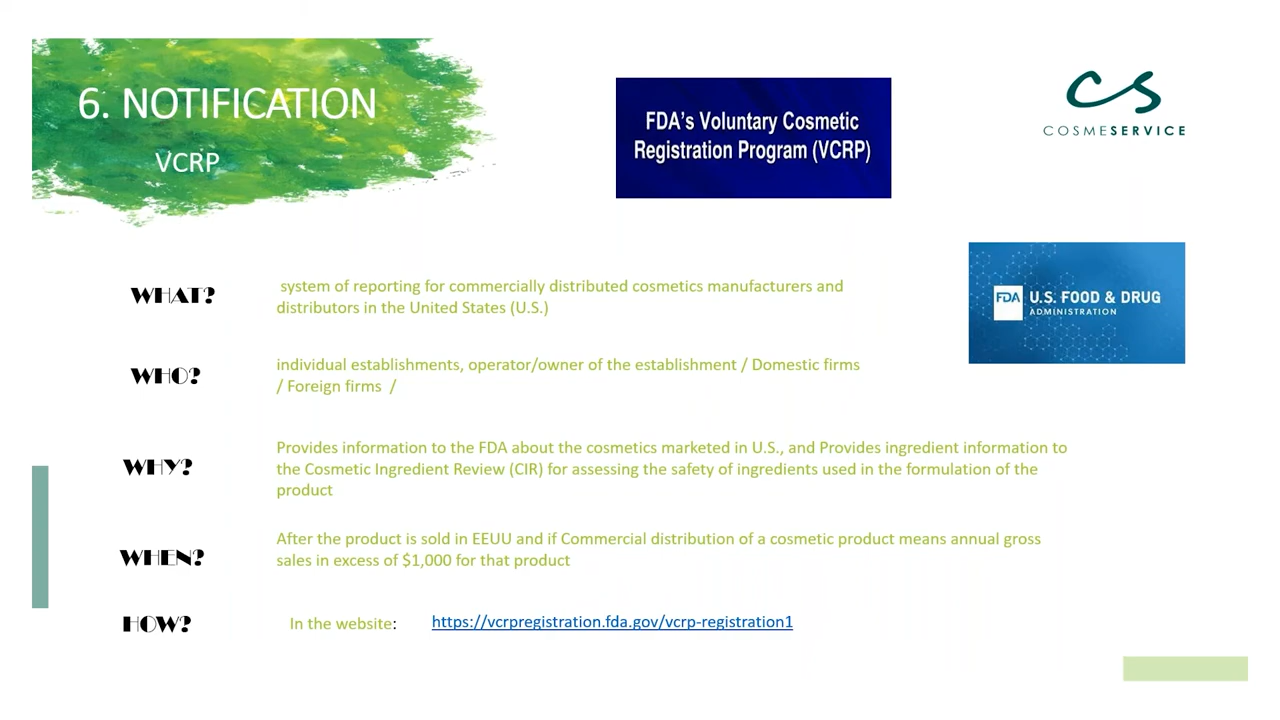 6. NOTIFICATION
VCRP
FDA's Voluntary Cosmetic
Registration Program (VCRP)
CS
COSMESERVICE
FDA U.S. FOOD & DRUG
ADMINISTRATION
WHAT?
system of reporting for commercially distributed cosmetics manufacturers and
distributors in the United States (U.S.)
WHO?
individual establishments, operator/owner of the establishment / Domestic firms
/ Foreign firms /
WHY?
Provides information to the FDA about the cosmetics marketed in U.S., and Provides ingredient information to
the Cosmetic Ingredient Review (CIR) for assessing the safety of ingredients used in the formulation of the
product
WHEN?
After the product is sold in EEUU and if Commercial distribution of a cosmetic product means annual gross
sales in excess of $1,000 for that product
HOW?
In the website: https://vcrpregistration.fda.gov/vcrp-registration1